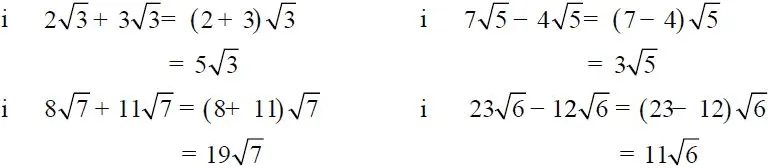 i 2√3 + 3√3 = (2 + 3)√3
= 5√3
i 7√5 − 4√5 = (7 − 4)√5
= 3√5
i 8√7 + 11√7 = (8 + 11)√7
= 19√7
i 23√6 − 12√6 = (23 − 12)√6
= 11√6